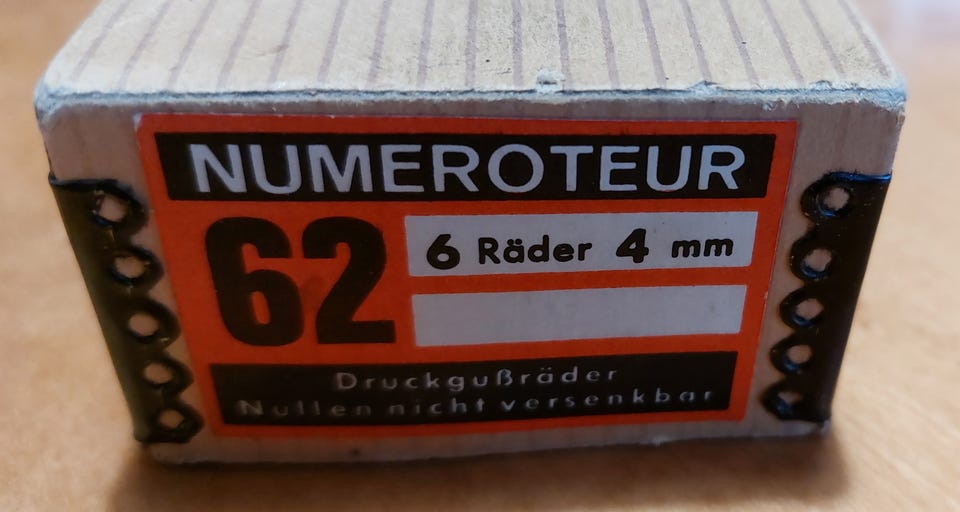 NUMEROTEUR
62
6 Räder 4 mm
Druckgußräder
Nullen nicht versenkbar